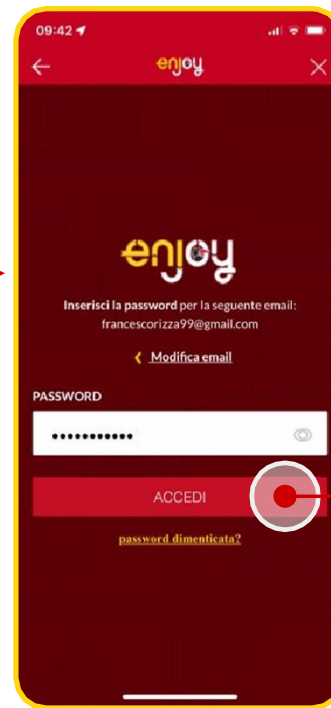 09:42
enjoy
enjoy
Inserisci la password per la seguente email:
francescorizza99@gmail.com
Modifica email
PASSWORD
•••••••••••
ACCEDI
password dimenticata?